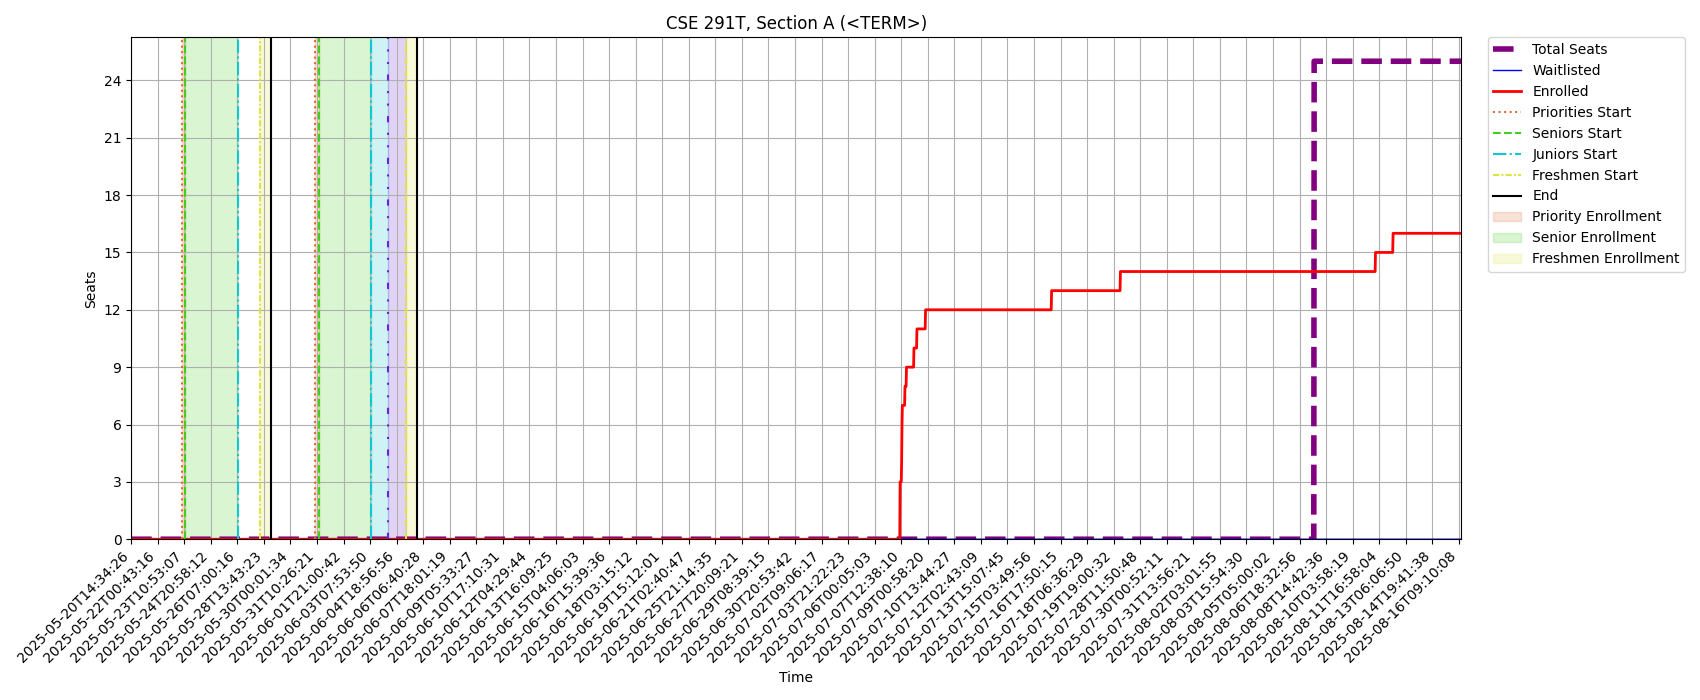 CSE 291T, Section A (<TERM>)
Seats
24
21
18
15
12
9
6
3
0
2025-05-20T14:34:26
2025-05-22T00:43:16
2025-05-23T10:53:07
2025-05-24T20:58:12
2025-05-26T07:00:16
2025-05-28T13:43:23
2025-05-30T00:01:34
2025-05-31T10:26:21
2025-06-01T21:00:42
2025-06-03T07:53:50
2025-06-04T18:56:56
2025-06-06T06:40:28
2025-06-07T18:01:19
2025-06-09T05:33:27
2025-06-10T17:10:31
2025-06-12T04:29:44
2025-06-13T16:09:25
2025-06-15T04:06:03
2025-06-16T15:39:36
2025-06-18T03:15:12
2025-06-19T15:12:01
2025-06-21T02:40:47
2025-06-25T21:14:35
2025-06-27T20:09:21
2025-06-29T08:39:15
2025-06-30T20:53:42
2025-07-02T09:06:17
2025-07-03T21:22:23
2025-07-06T00:05:03
2025-07-07T12:38:10
2025-07-09T00:58:20
2025-07-10T13:44:27
2025-07-12T02:43:09
2025-07-13T15:07:45
2025-07-15T03:49:56
2025-07-16T17:50:15
2025-07-18T06:36:29
2025-07-19T19:00:32
2025-07-28T11:50:48
2025-07-30T00:52:11
2025-07-31T13:56:21
2025-08-02T03:01:55
2025-08-03T15:54:30
2025-08-05T05:00:02
2025-08-06T18:32:56
2025-08-08T14:42:36
2025-08-10T03:58:19
2025-08-11T16:58:04
2025-08-13T06:06:50
2025-08-14T19:41:38
2025-08-16T09:10:08
Time
Total Seats
Waitlisted
Enrolled
Priorities Start
Seniors Start
Juniors Start
Freshmen Start
End
Priority Enrollment
Senior Enrollment
Freshmen Enrollment